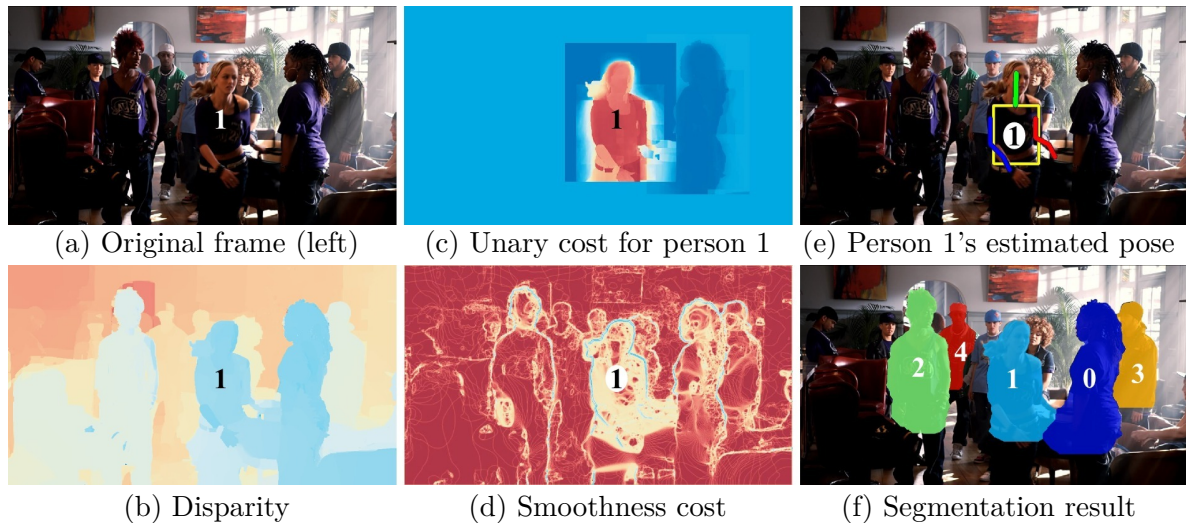 1
1
1
(a) Original frame (left)
(c) Unary cost for person 1
(e) Person 1's estimated pose
1
1
2
4
1
0
3
(b) Disparity
(d) Smoothness cost
(f) Segmentation result